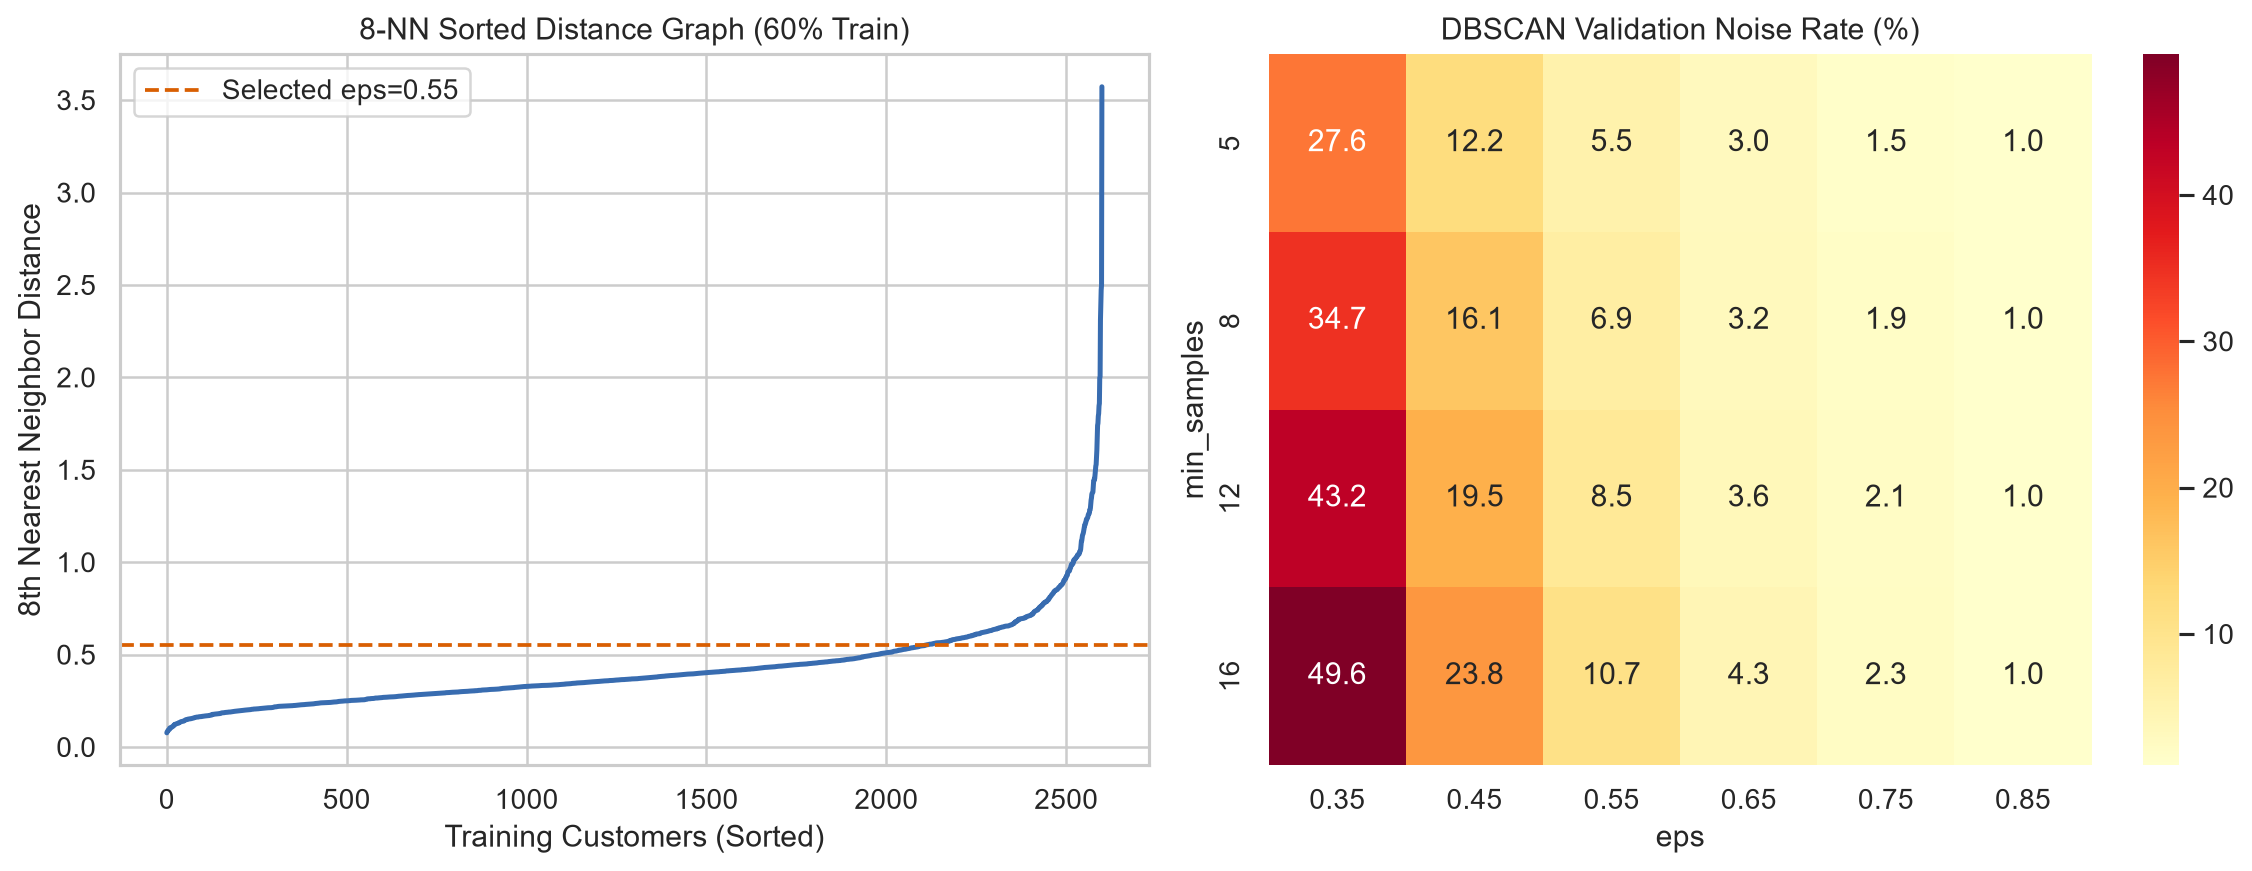 8-NN Sorted Distance Graph (60% Train)
Selected eps=0.55
8th Nearest Neighbor Distance
3.5
3.0
2.5
2.0
1.5
1.0
0.5
0.0
0 500 1000 1500 2000 2500
Training Customers (Sorted)
DBSCAN Validation Noise Rate (%)
min_samples
5 27.6 12.2 5.5 3.0 1.5 1.0
8 34.7 16.1 6.9 3.2 1.9 1.0
12 43.2 19.5 8.5 3.6 2.1 1.0
16 49.6 23.8 10.7 4.3 2.3 1.0
0.35 0.45 0.55 0.65 0.75 0.85
eps
40
30
20
10